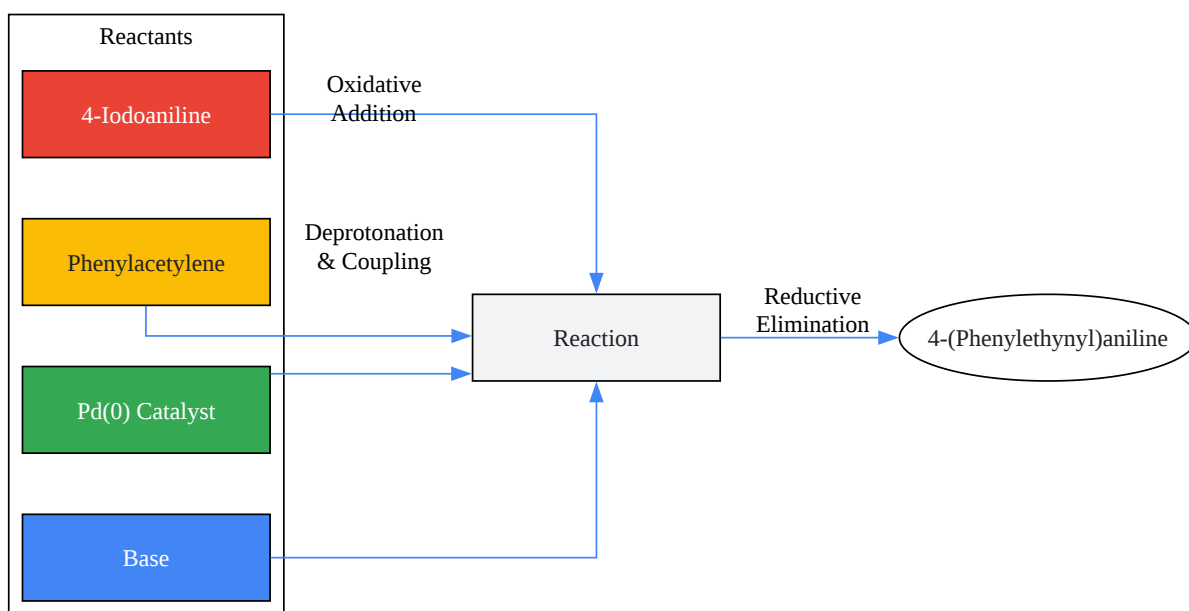 Reactants
4-Iodoaniline
Oxidative
Addition
Phenylacetylene
Deprotonation
& Coupling
Pd(0) Catalyst
Base
Reaction
Reductive
Elimination
4-(Phenylethynyl)aniline